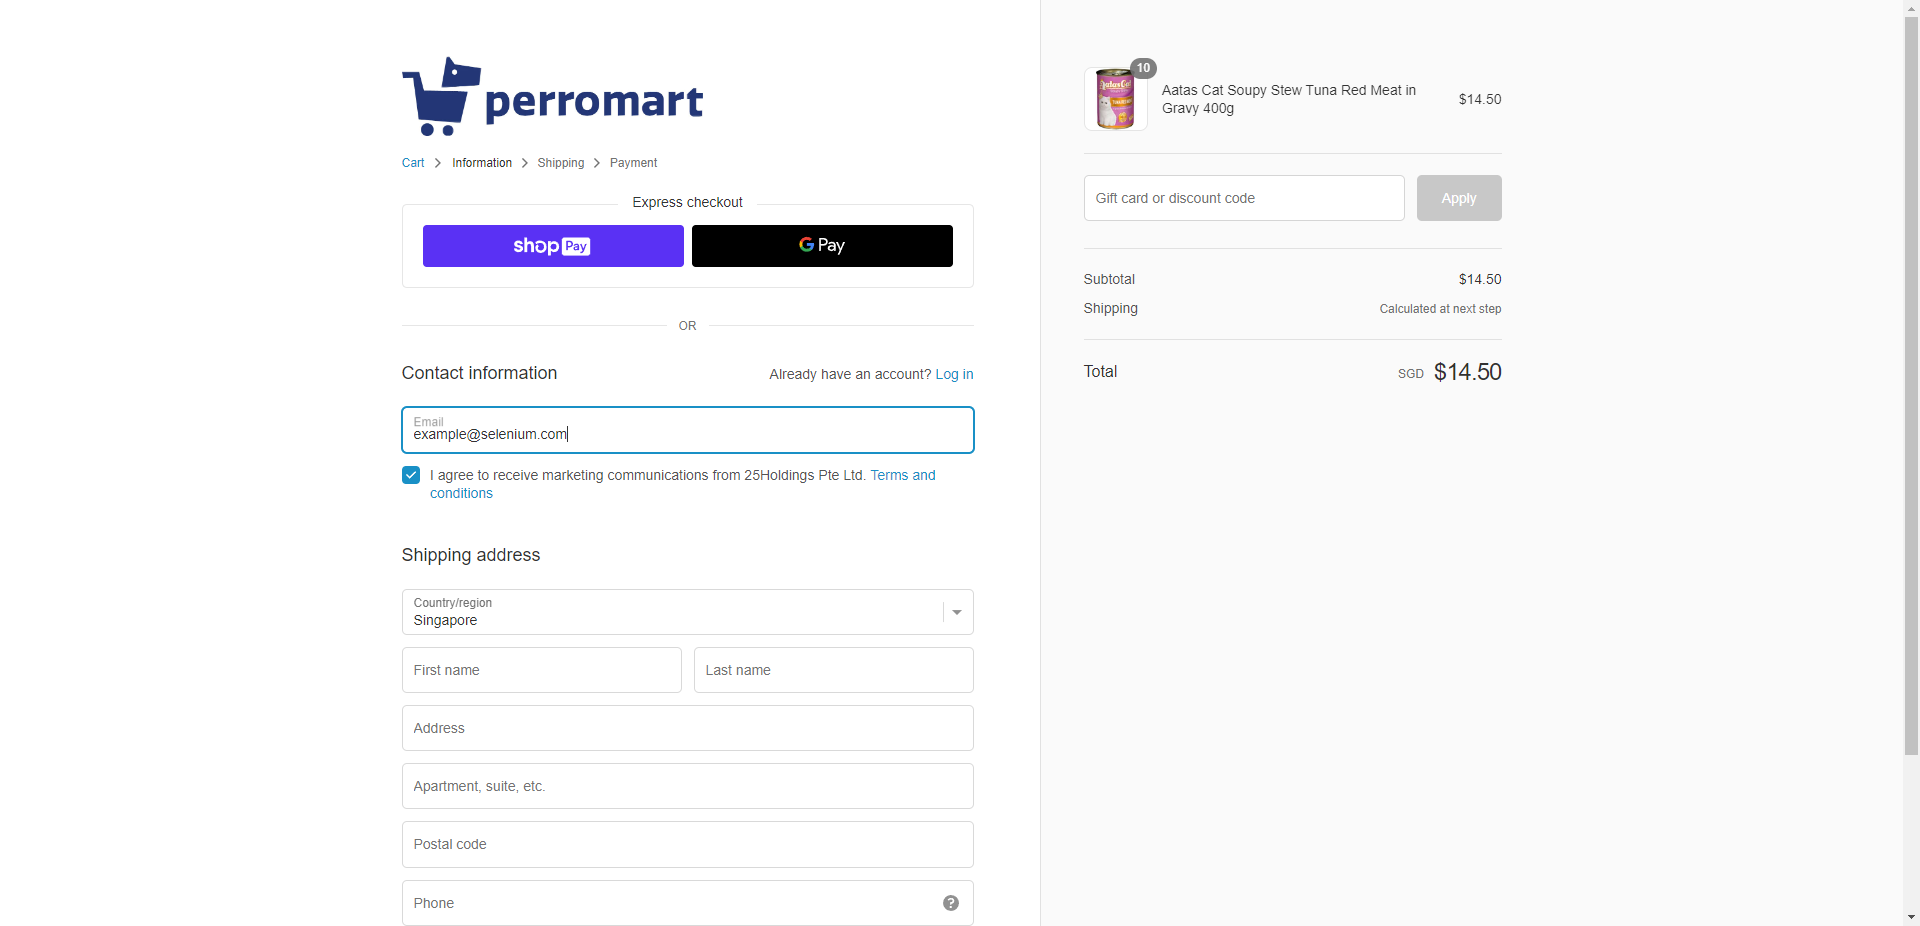 perromart
Cart > Information > Shipping > Payment
Express checkout
shop Pay
G Pay
OR
Contact information
Already have an account? Log in
Email
example@selenium.com
I agree to receive marketing communications from 25Holdings Pte Ltd. Terms and
conditions
Shipping address
Country/region
Singapore
First name
Last name
Address
Apartment, suite, etc.
Postal code
Phone
?
10
Aatas Cat
Aatas Cat Soupy Stew Tuna Red Meat in
Gravy 400g
$14.50
Gift card or discount code
Apply
Subtotal
$14.50
Shipping
Calculated at next step
Total
SGD $14.50